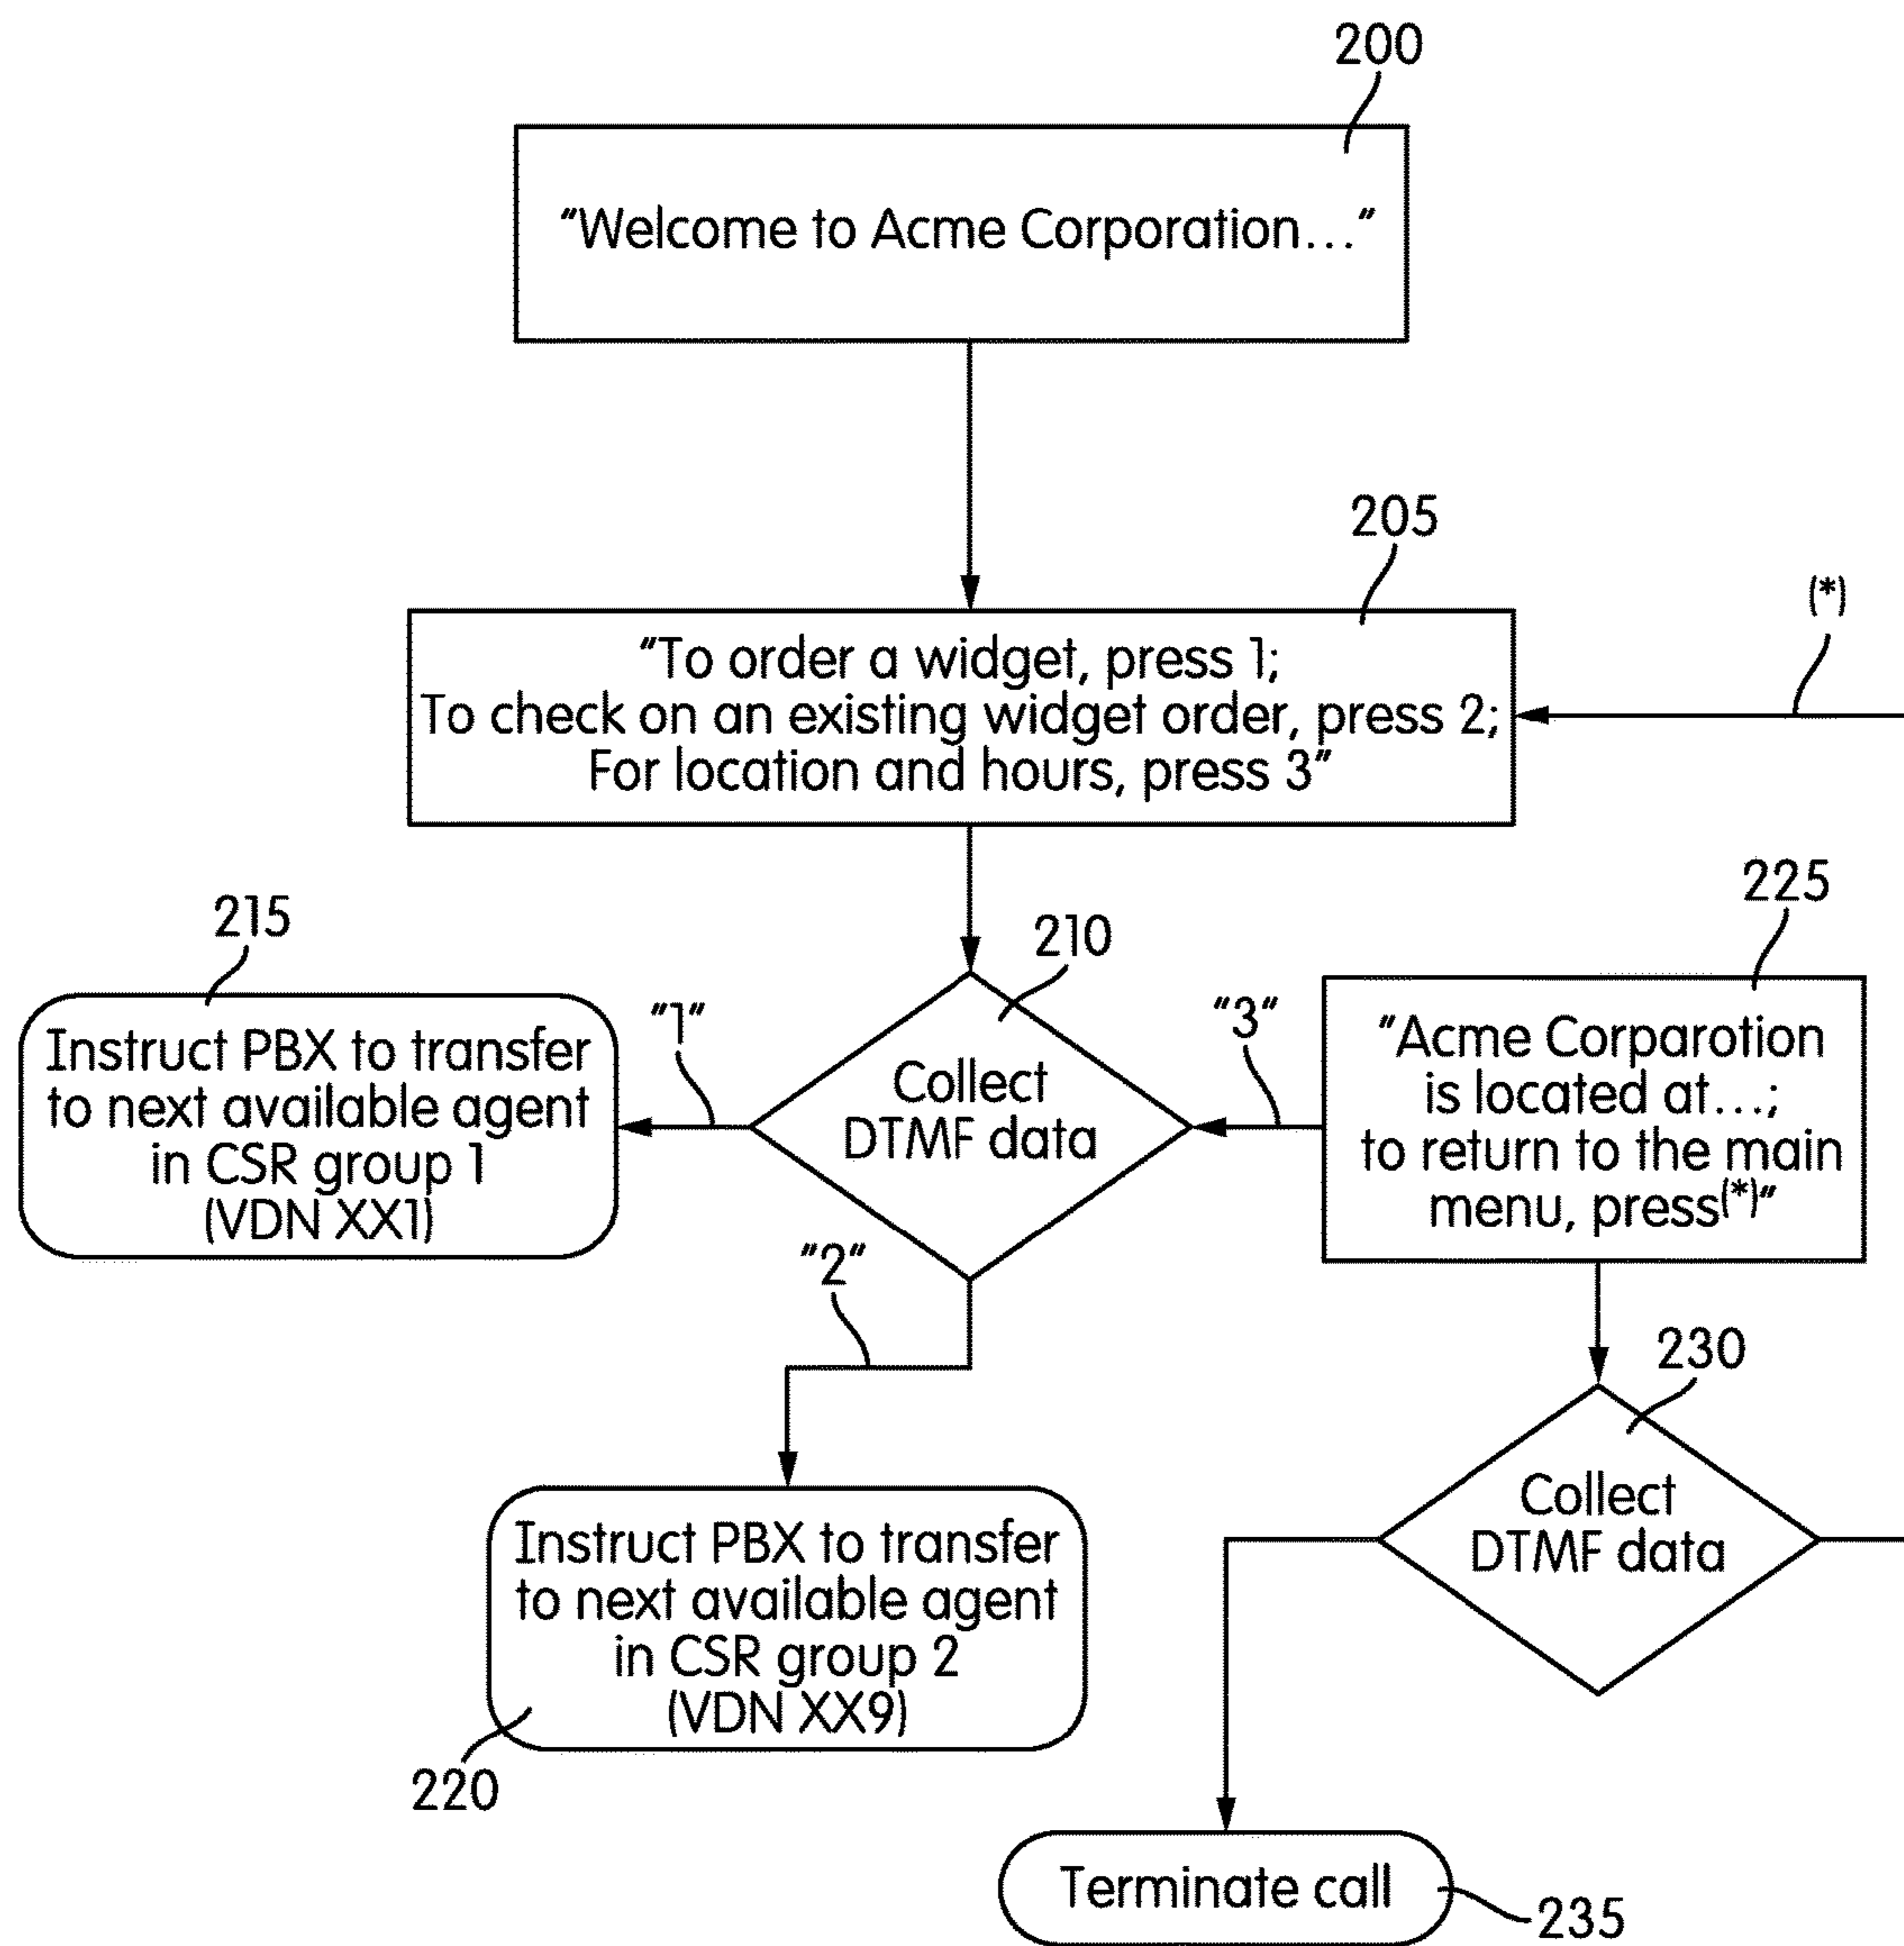 200
"Welcome to Acme Corporation..."
205
(*)
"To order a widget, press 1;
To check on an existing widget order, press 2;
For location and hours, press 3"
225
215
210
"1"
"3"
Instruct PBX to transfer
to next available agent
in CSR group 1
(VDN XX1)
Collect
DTMF data
"Acme Corparotion
is located at...;
to return to the main
menu, press(*)"
"2"
230
Instruct PBX to transfer
to next available agent
in CSR group 2
(VDN XX9)
Collect
DTMF data
220
Terminate call
235